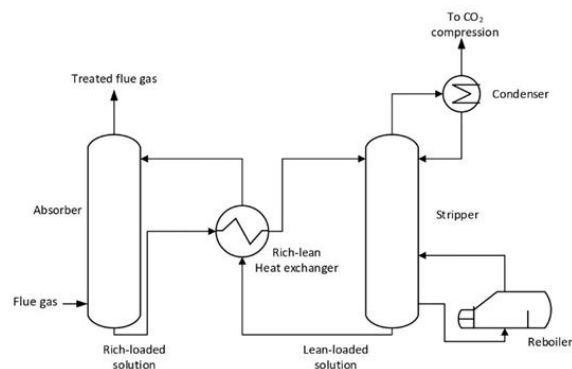 To CO₂
compression
Treated flue gas
Condenser
Absorber
Stripper
Rich-lean
Heat exchanger
Flue gas
Reboiler
Rich-loaded
solution
Lean-loaded
solution